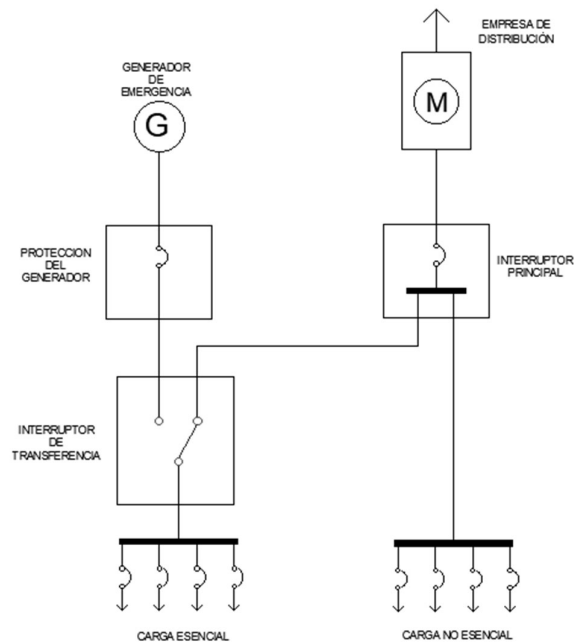 EMPRESA DE
DISTRIBUCIÓN
GENERADOR
DE
EMERGENCIA
M
G
PROTECCION
DEL
GENERADOR
INTERRUPTOR
PRINCIPAL
INTERRUPTOR
DE
TRANSFERENCIA
CARGA ESENCIAL
CARGA NO ESENCIAL